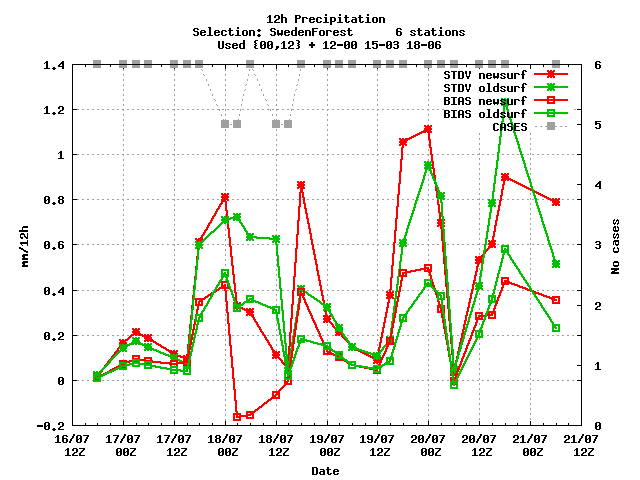 12h Precipitation
Selection: SwedenForest 6 stations
Used {00,12} + 12-00 15-03 18-06
1.4
1.2
1
0.8
0.6
0.4
0.2
0
-0.2
mm/12h
STDV newsurf
STDV oldsurf
BIAS newsurf
BIAS oldsurf
CASES
6
5
4
3
2
1
0
No cases
16/07 17/07 17/07 18/07 18/07 19/07 19/07 20/07 20/07 21/07 21/07
12Z 00Z 12Z 00Z 12Z 00Z 12Z 00Z 12Z 00Z 12Z
Date